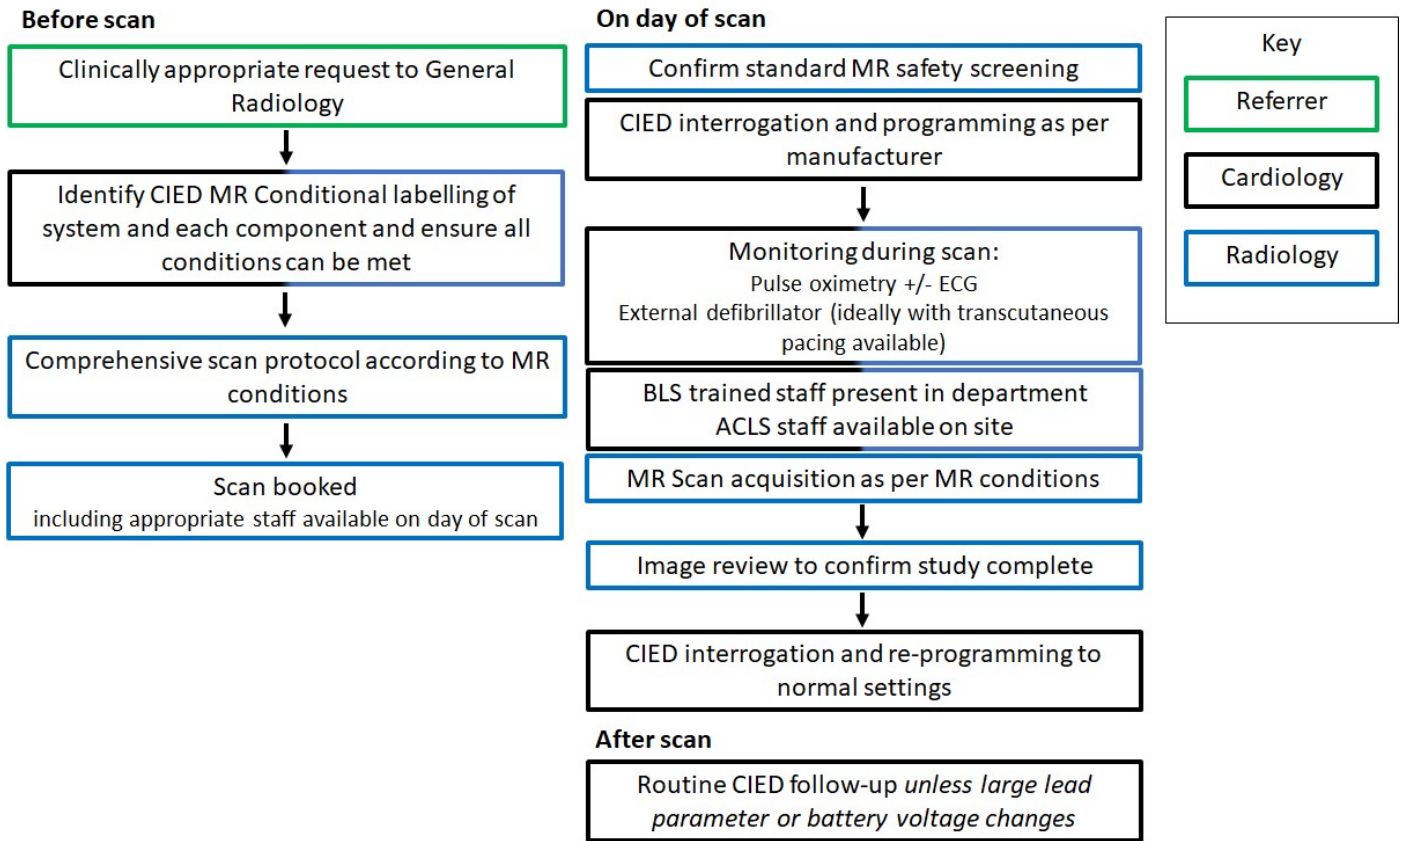 Before scan
Clinically appropriate request to General
Radiology
Identify CIED MR Conditional labelling of
system and each component and ensure all
conditions can be met
Comprehensive scan protocol according to MR
conditions
Scan booked
including appropriate staff available on day of scan
On day of scan
Confirm standard MR safety screening
CIED interrogation and programming as per
manufacturer
Monitoring during scan:
Pulse oximetry +/- ECG
External defibrillator (ideally with transcutaneous
pacing available)
BLS trained staff present in department
ACLS staff available on site
MR Scan acquisition as per MR conditions
Image review to confirm study complete
CIED interrogation and re-programming to
normal settings
After scan
Routine CIED follow-up unless large lead
parameter or battery voltage changes
Key
Referrer
Cardiology
Radiology